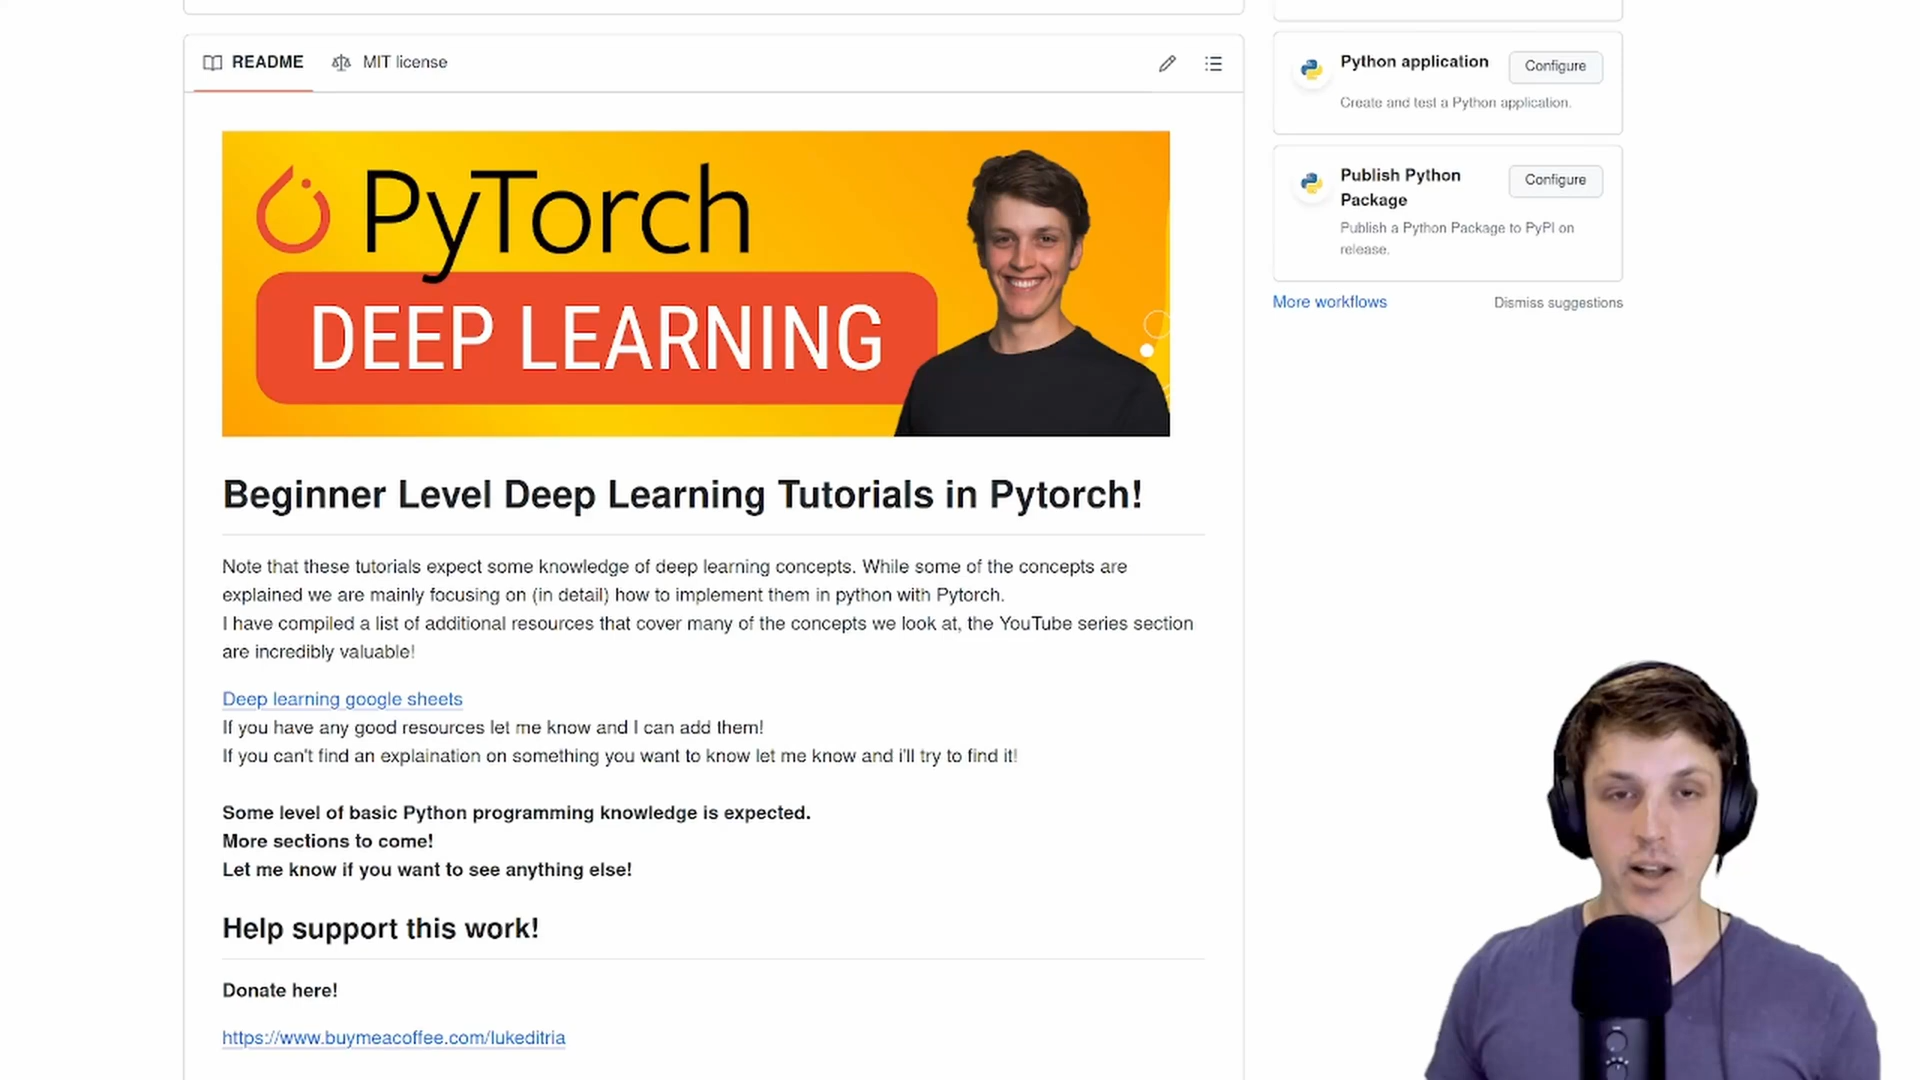 README
MIT license
PyTorch
DEEP LEARNING
Beginner Level Deep Learning Tutorials in Pytorch!
Note that these tutorials expect some knowledge of deep learning concepts. While some of the concepts are
explained we are mainly focusing on (in detail) how to implement them in python with Pytorch.
I have compiled a list of additional resources that cover many of the concepts we look at, the YouTube series section
are incredibly valuable!
Deep learning google sheets
If you have any good resources let me know and I can add them!
If you can't find an explaination on something you want to know let me know and i'll try to find it!
Some level of basic Python programming knowledge is expected.
More sections to come!
Let me know if you want to see anything else!
Help support this work!
Donate here!
https://www.buymeacoffee.com/lukeditria
Python application
Configure
Create and test a Python application.
Publish Python
Package
Configure
Publish a Python Package to PyPI on
release.
More workflows
Dismiss suggestions